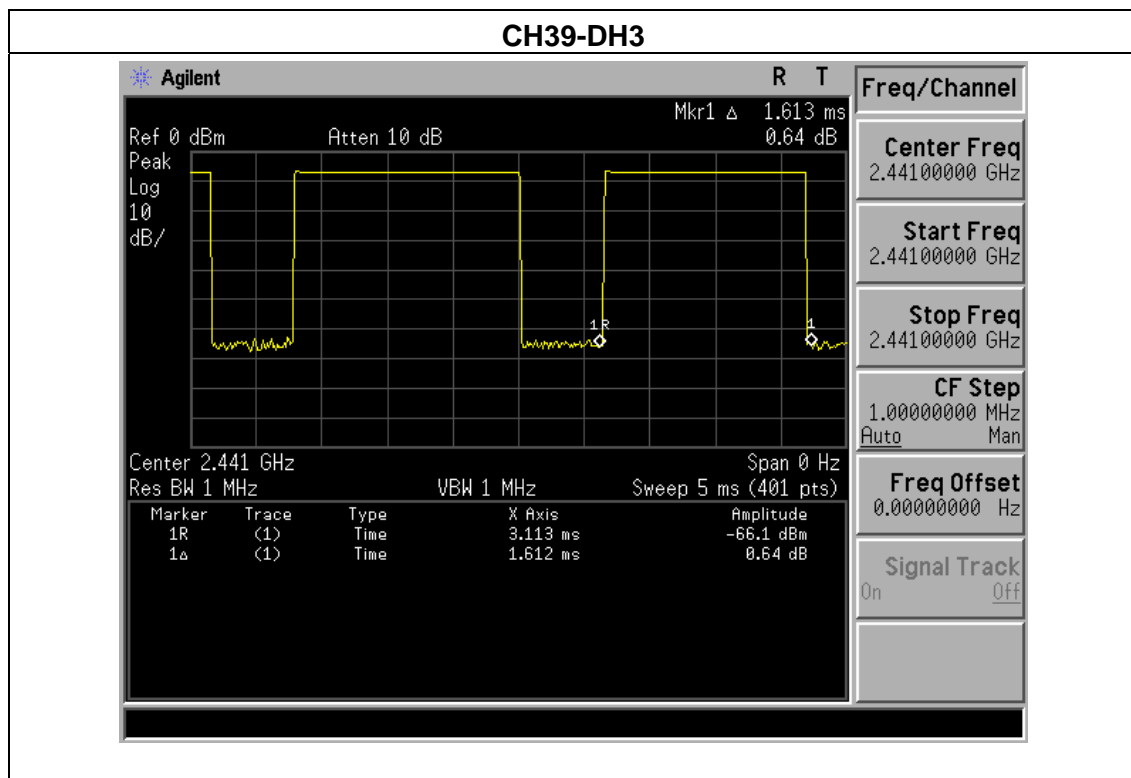 CH39-DH3
Agilent
R T
Mkr1 Δ 1.613 ms
Ref 0 dBm Atten 10 dB 0.64 dB
Peak
Log
10
dB/
1R
1
Center 2.441 GHz Span 0 Hz
Res BW 1 MHz VBW 1 MHz Sweep 5 ms (401 pts)
Marker Trace Type X Axis Amplitude
1R (1) Time 3.113 ms -66.1 dBm
1Δ (1) Time 1.612 ms 0.64 dB
Freq/Channel
Center Freq
2.44100000 GHz
Start Freq
2.44100000 GHz
Stop Freq
2.44100000 GHz
CF Step
1.00000000 MHz
Auto Man
Freq Offset
0.00000000 Hz
Signal Track
On Off